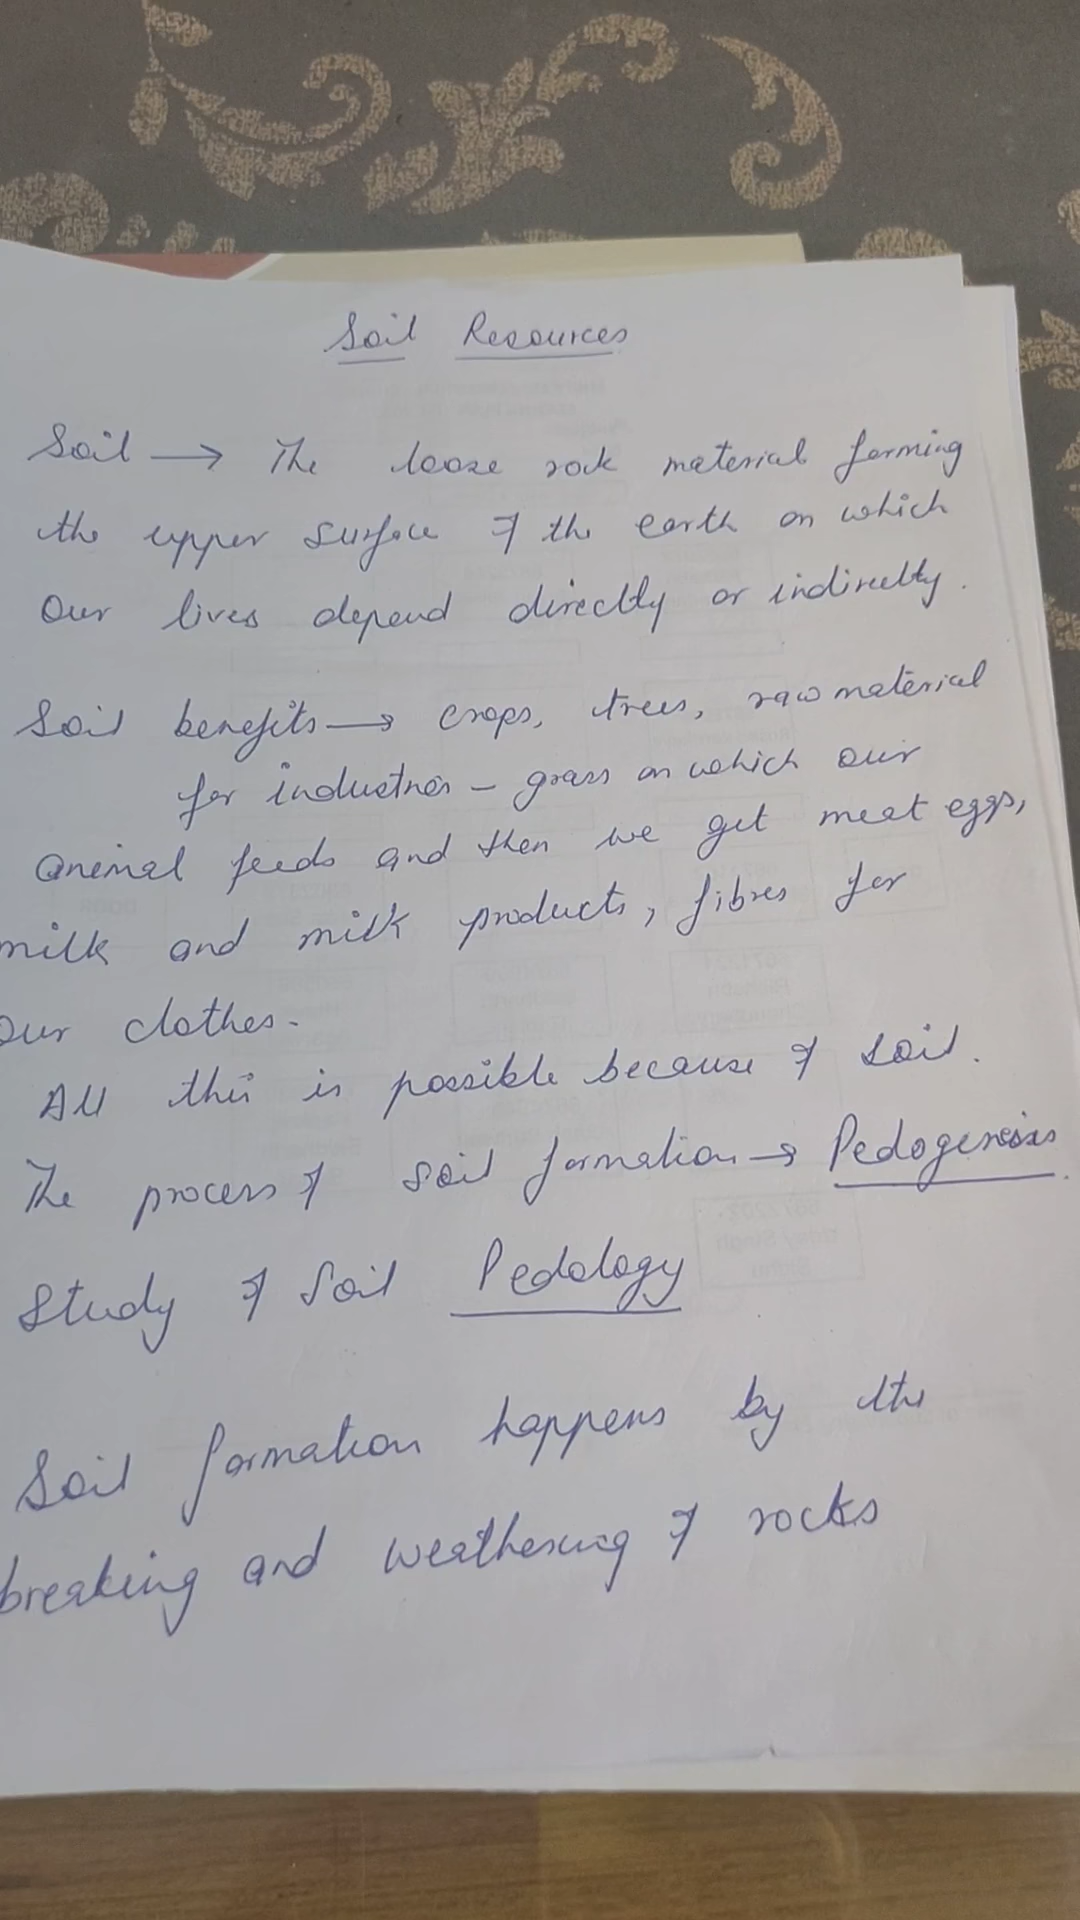 Soil Resources
Soil → The loose rock material forming
the upper surface of the earth on which
Our lives depend directly or indirectly.
Soil benefits → crops, trees, raw material
for industries – grass on which our
animal feeds and then we get meat eggs,
milk and milk products, fibres for
our clothes.
All this is possible because of soil.
The process of soil formation → Pedogenesis.
Study of Soil Pedology
Soil formation happens by the
breaking and weathering of rocks